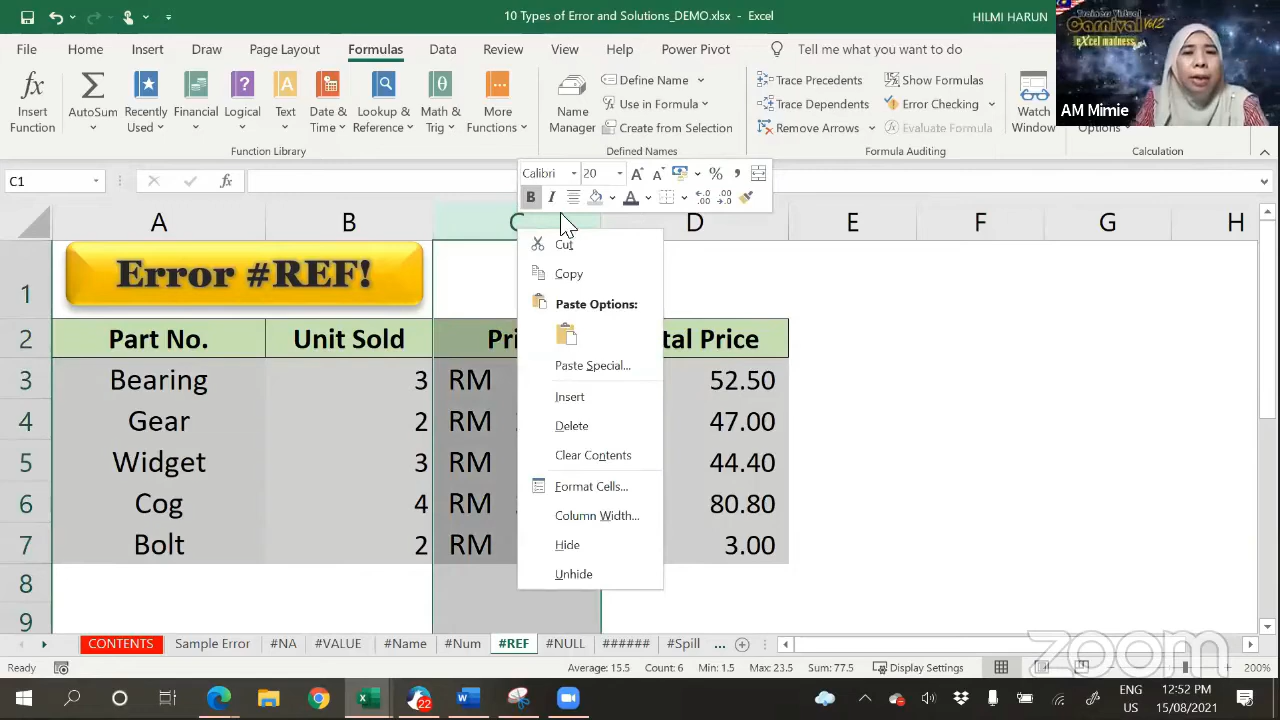 10 Types of Error and Solutions_DEMO.xlsx - Excel
HILMI HARUN
File Home Insert Draw Page Layout Formulas Data Review View Help Power Pivot Tell me what you want to do
Trainers Virtual
Carnival Vol2
excel madness
AM Mimie
Insert Function
AutoSum
Recently Used
Financial
Logical
Text
Date & Time
Lookup & Reference
Math & Trig
More Functions
Function Library
Name Manager
Define Name
Use in Formula
Create from Selection
Defined Names
Trace Precedents
Trace Dependents
Remove Arrows
Show Formulas
Error Checking
Evaluate Formula
Formula Auditing
Watch Window
Options
Calculation
C1
fx
Calibri 20 A A % ,
B I A
A B C D E F G H
1 Error #REF!
2 Part No. Unit Sold Pri tal Price
3 Bearing 3 RM 52.50
4 Gear 2 RM 47.00
5 Widget 3 RM 44.40
6 Cog 4 RM 80.80
7 Bolt 2 RM 3.00
8
9
Cut
Copy
Paste Options:
Paste Special...
Insert
Delete
Clear Contents
Format Cells...
Column Width...
Hide
Unhide
CONTENTS Sample Error #NA #VALUE #Name #Num #REF #NULL ###### #Spill ...
zoom
Ready Average: 15.5 Count: 6 Min: 1.5 Max: 23.5 Sum: 77.5 Display Settings 200%
22
ENG
US
12:52 PM
15/08/2021